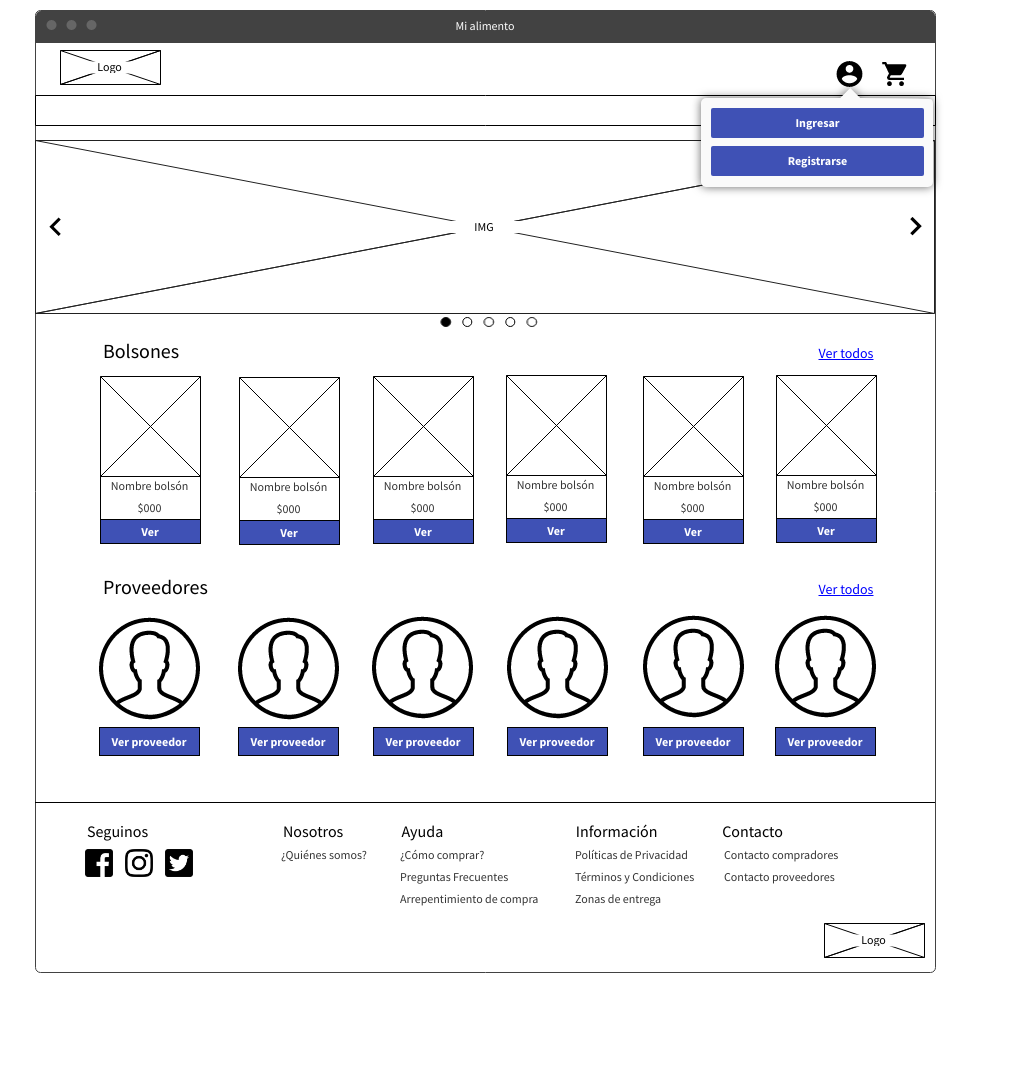 Mi alimento
Logo
Ingresar
Registrarse
IMG
Bolsones
Ver todos
Nombre bolsón Nombre bolsón Nombre bolsón Nombre bolsón Nombre bolsón Nombre bolsón
$000 $000 $000 $000 $000 $000
Ver Ver Ver Ver Ver Ver
Proveedores
Ver todos
Ver proveedor Ver proveedor Ver proveedor Ver proveedor Ver proveedor Ver proveedor
Seguinos
Nosotros
¿Quiénes somos?
Ayuda
¿Cómo comprar?
Preguntas Frecuentes
Arrepentimiento de compra
Información
Políticas de Privacidad
Términos y Condiciones
Zonas de entrega
Contacto
Contacto compradores
Contacto proveedores
Logo